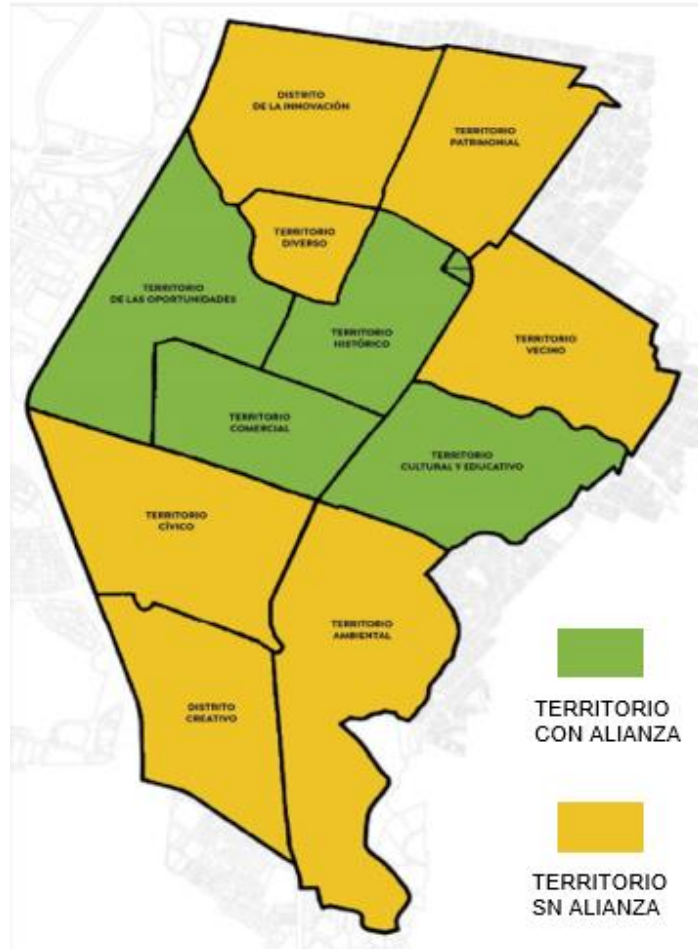 DISTRITO
DE LA INNOVACIÓN
TERRITORIO
PATRIMONIAL
TERRITORIO
DIVERSO
TERRITORIO
DE LAS OPORTUNIDADES
TERRITORIO
HISTÓRICO
TERRITORIO
VECINO
TERRITORIO
COMERCIAL
TERRITORIO
CULTURAL Y EDUCATIVO
TERRITORIO
CÍVICO
TERRITORIO
AMBIENTAL
DISTRITO
CREATIVO
TERRITORIO
CON ALIANZA
TERRITORIO
SN ALIANZA